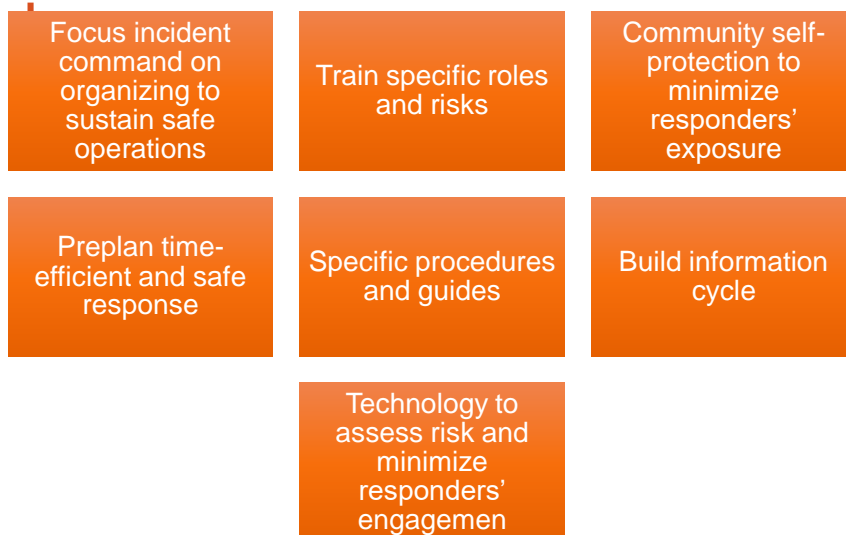 Focus incident
command on
organizing to
sustain safe
operations
Train specific roles
and risks
Community self-
protection to
minimize
responders’
exposure
Preplan time-
efficient and safe
response
Specific procedures
and guides
Build information
cycle
Technology to
assess risk and
minimize
responders’
engagemen